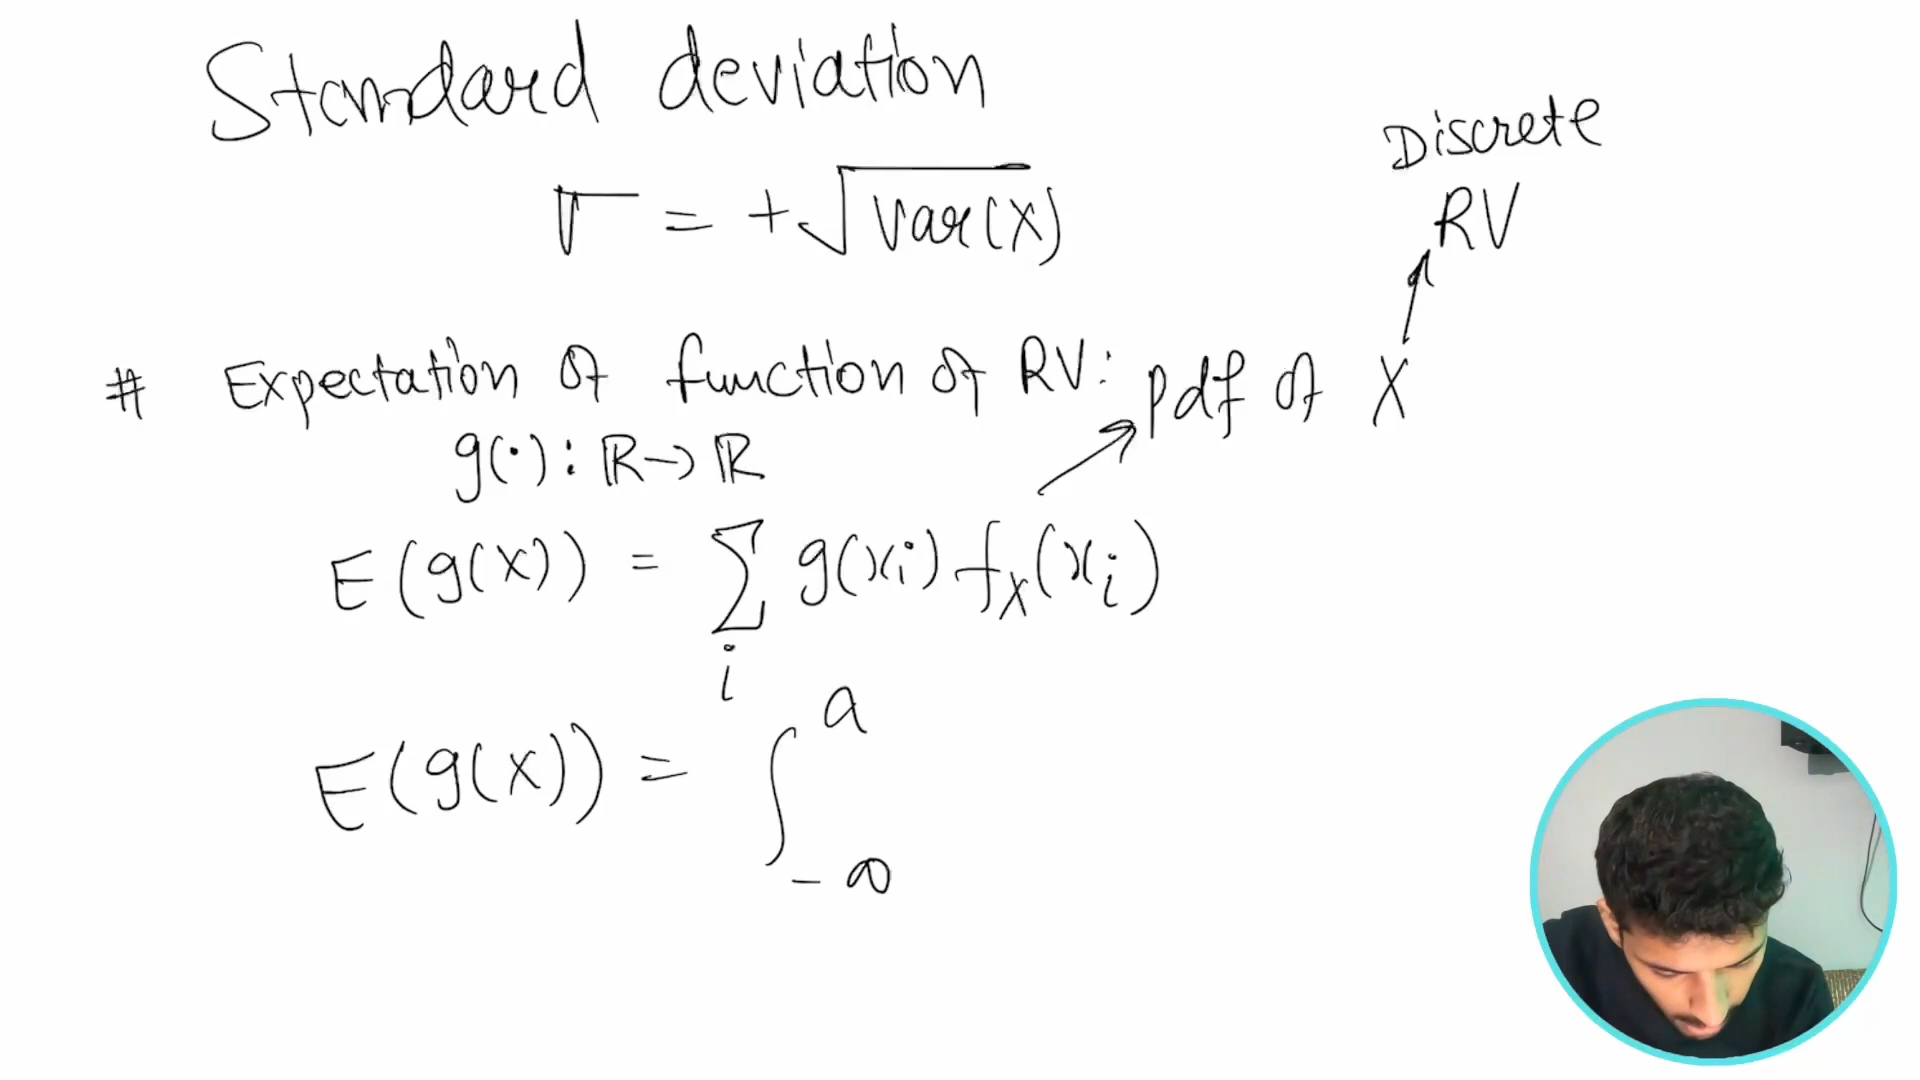 Standard deviation
σ = +√var(X)
Discrete
RV
# Expectation of function of RV:
pdf of X
g(·): ℝ→ℝ
E(g(X)) = ∑ g(xi) fX(xi)
i
E(g(X)) = ∫
a
-∞